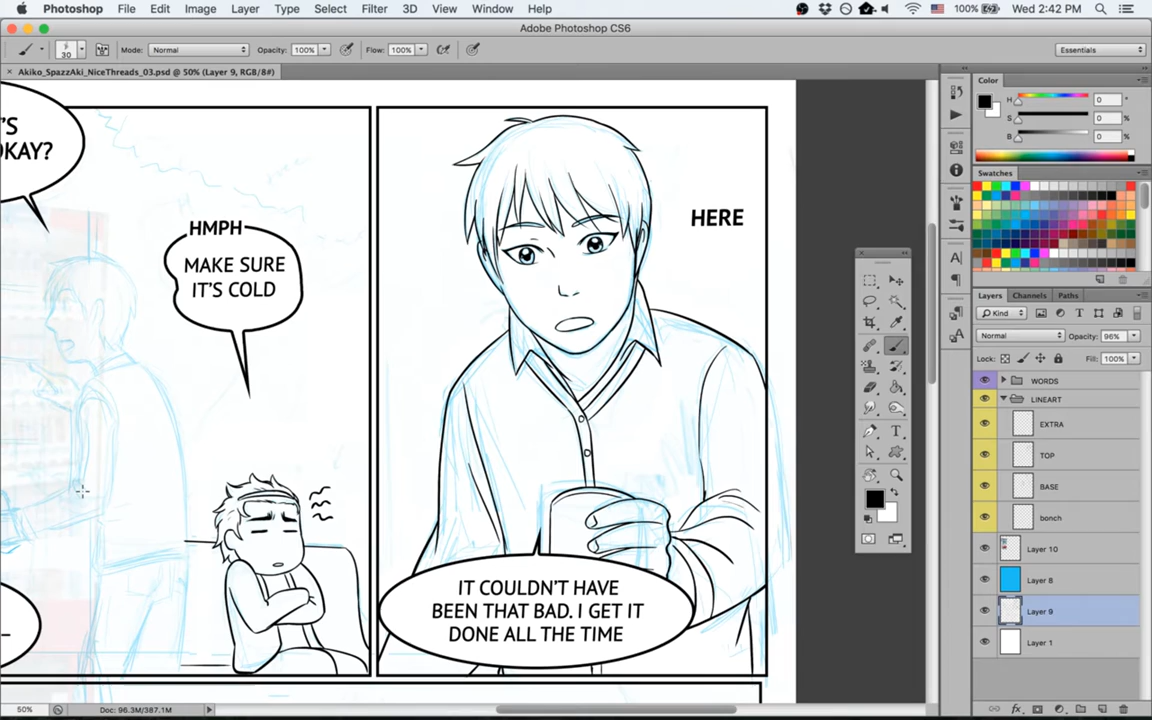 Photoshop File Edit Image Layer Type Select Filter 3D View Window Help 100% Wed 2:42 PM
Adobe Photoshop CS6
30 Mode: Normal Opacity: 100% Flow: 100% Essentials
× Akiko_SpazzAki_NiceThreads_03.psd @ 50% (Layer 9, RGB/8#)
'S
OKAY?
HMPH
MAKE SURE
IT'S COLD
HERE
IT COULDN'T HAVE
BEEN THAT BAD. I GET IT
DONE ALL THE TIME
Color
H 0 °
S 0 %
B 0 %
Swatches
Layers Channels Paths
Kind
Normal Opacity: 96%
Lock: Fill: 100%
WORDS
LINEART
EXTRA
TOP
BASE
bonch
Layer 10
Layer 8
Layer 9
Layer 1
50% Doc: 96.3M/387.1M